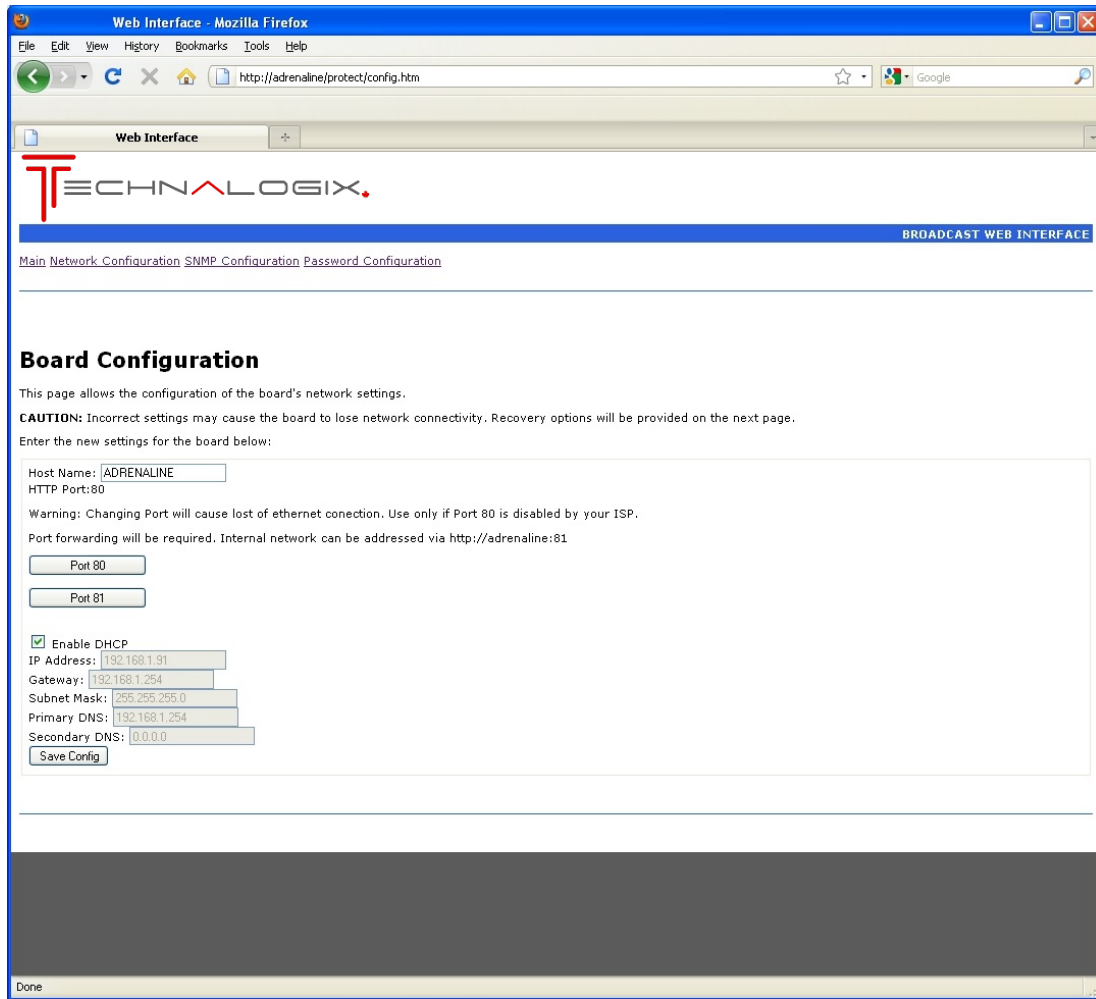 Web Interface - Mozilla Firefox
File Edit View History Bookmarks Tools Help
http://adrenaline/protect/config.htm
Google
Web Interface
TECHNALOGIX.
BROADCAST WEB INTERFACE
Main Network Configuration SNMP Configuration Password Configuration
Board Configuration
This page allows the configuration of the board's network settings.
CAUTION: Incorrect settings may cause the board to lose network connectivity. Recovery options will be provided on the next page.
Enter the new settings for the board below:
Host Name: ADRENALINE
HTTP Port:80
Warning: Changing Port will cause lost of ethernet conection. Use only if Port 80 is disabled by your ISP.
Port forwarding will be required. Internal network can be addressed via http://adrenaline:81
Port 80
Port 81
Enable DHCP
IP Address: 192.168.1.91
Gateway: 192.168.1.254
Subnet Mask: 255.255.255.0
Primary DNS: 192.168.1.254
Secondary DNS: 0.0.0.0
Save Config
Done